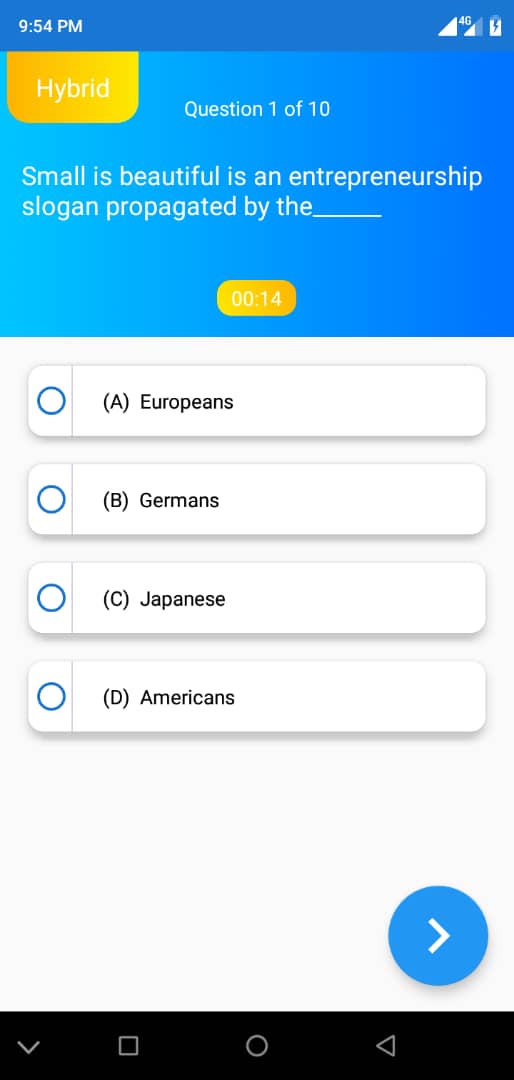 9:54 PM
4G
Hybrid
Question 1 of 10
Small is beautiful is an entrepreneurship
slogan propagated by the______
00:14
(A) Europeans
(B) Germans
(C) Japanese
(D) Americans